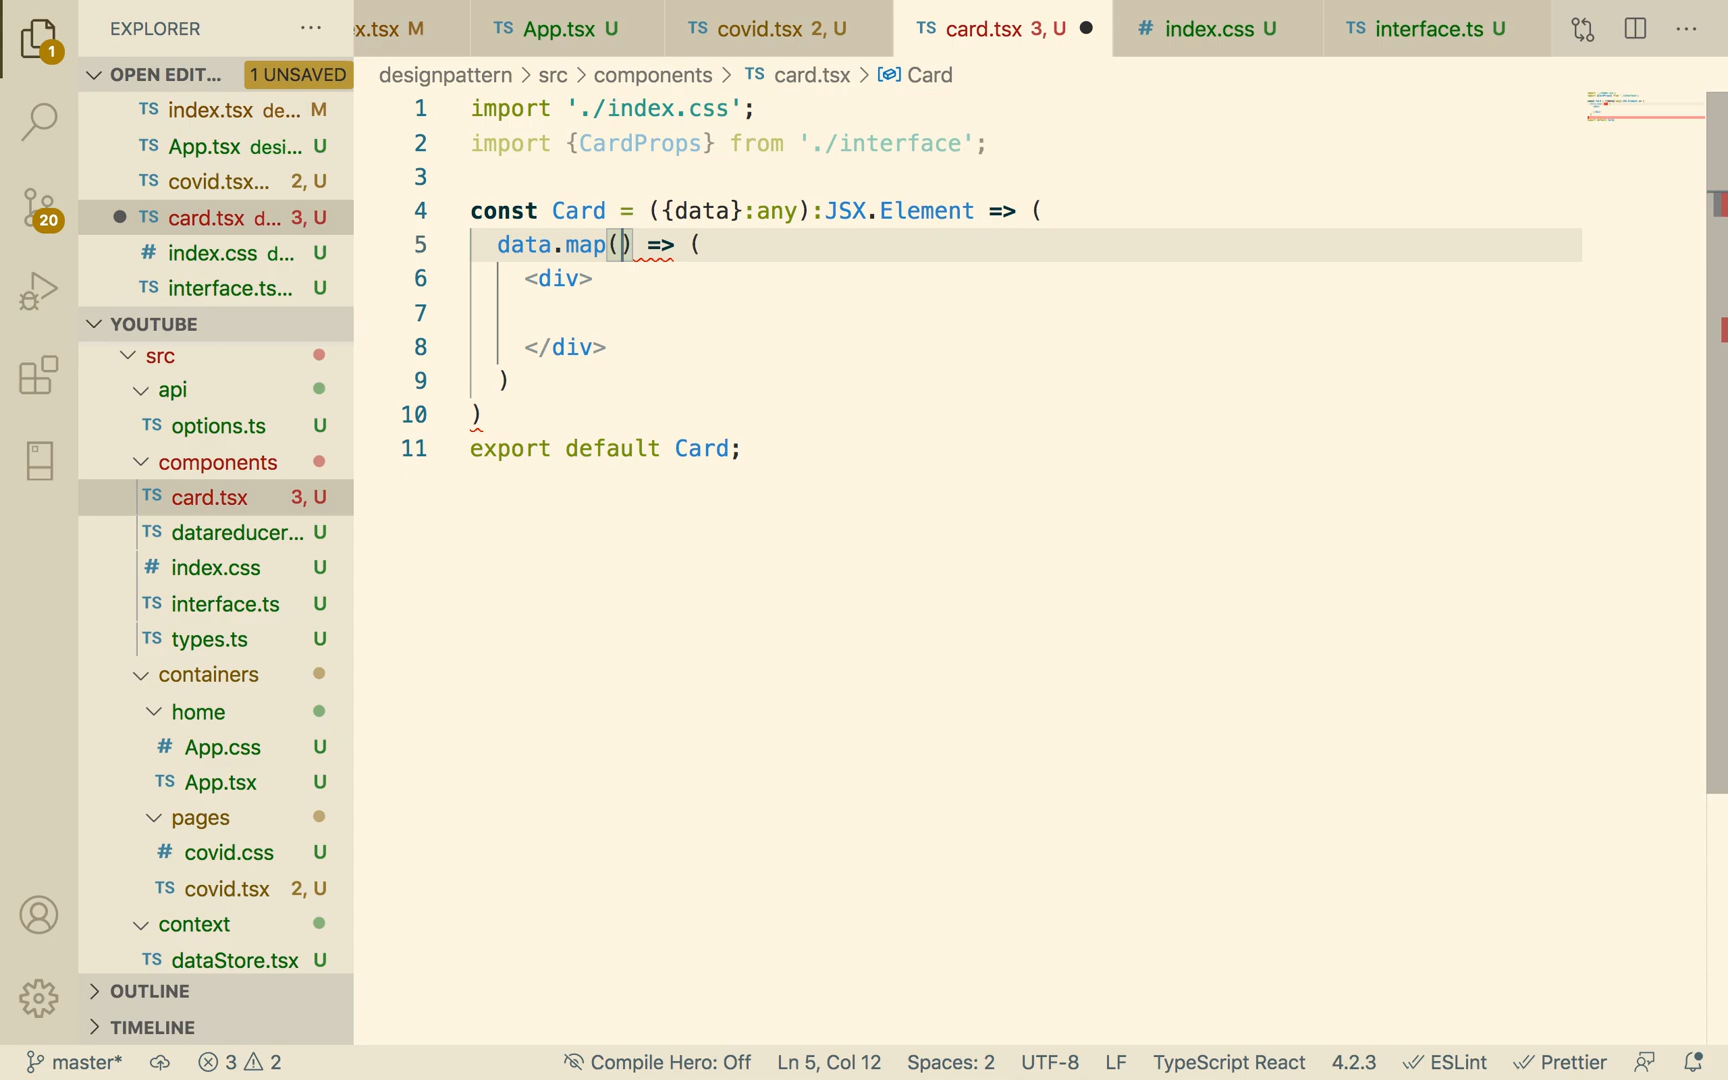 EXPLORER
OPEN EDIT... 1 UNSAVED
TS index.tsx de... M
TS App.tsx desi... U
TS covid.tsx... 2, U
TS card.tsx d... 3, U
# index.css d... U
TS interface.ts... U
YOUTUBE
src
api
TS options.ts U
components
TS card.tsx 3, U
TS datareducer... U
# index.css U
TS interface.ts U
TS types.ts U
containers
home
# App.css U
TS App.tsx U
pages
# covid.css U
TS covid.tsx 2, U
context
TS dataStore.tsx U
OUTLINE
TIMELINE
1
20
x.tsx M TS App.tsx U TS covid.tsx 2, U TS card.tsx 3, U # index.css U TS interface.ts U
designpattern > src > components > TS card.tsx > Card
1 import './index.css';
2 import {CardProps} from './interface';
3
4 const Card = ({data}:any):JSX.Element => (
5 data.map() => (
6 <div>
7
8 </div>
9 )
10 )
11 export default Card;
master* 3 2 Compile Hero: Off Ln 5, Col 12 Spaces: 2 UTF-8 LF TypeScript React 4.2.3 ESLint Prettier